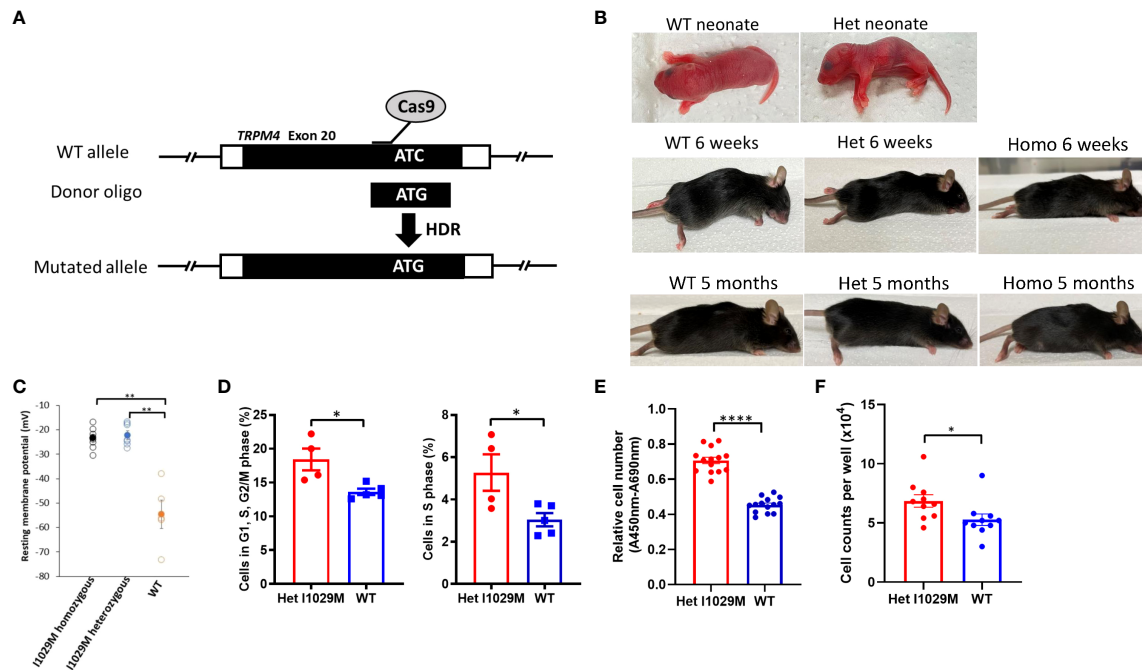 A
Cas9
TRPM4 Exon 20
WT allele
ATC
Donor oligo
ATG
HDR
Mutated allele
ATG
B
WT neonate
Het neonate
WT 6 weeks
Het 6 weeks
Homo 6 weeks
WT 5 months
Het 5 months
Homo 5 months
C
**
**
Resting membrane potential (mV)
-10
-20
-30
-40
-50
-60
-70
-80
I1029M homozygous
I1029M heterozygous
WT
D
*
Cells in G1, S, G2/M phase (%)
25
20
15
10
5
0
Het I1029M
WT
*
Cells in S phase (%)
8
6
4
2
0
Het I1029M
WT
E
****
Relative cell number
(A450nm-A690nm)
1.0
0.8
0.6
0.4
0.2
0.0
Het I1029M
WT
F
*
Cell counts per well (x10⁴)
15
10
5
0
Het I1029M
WT